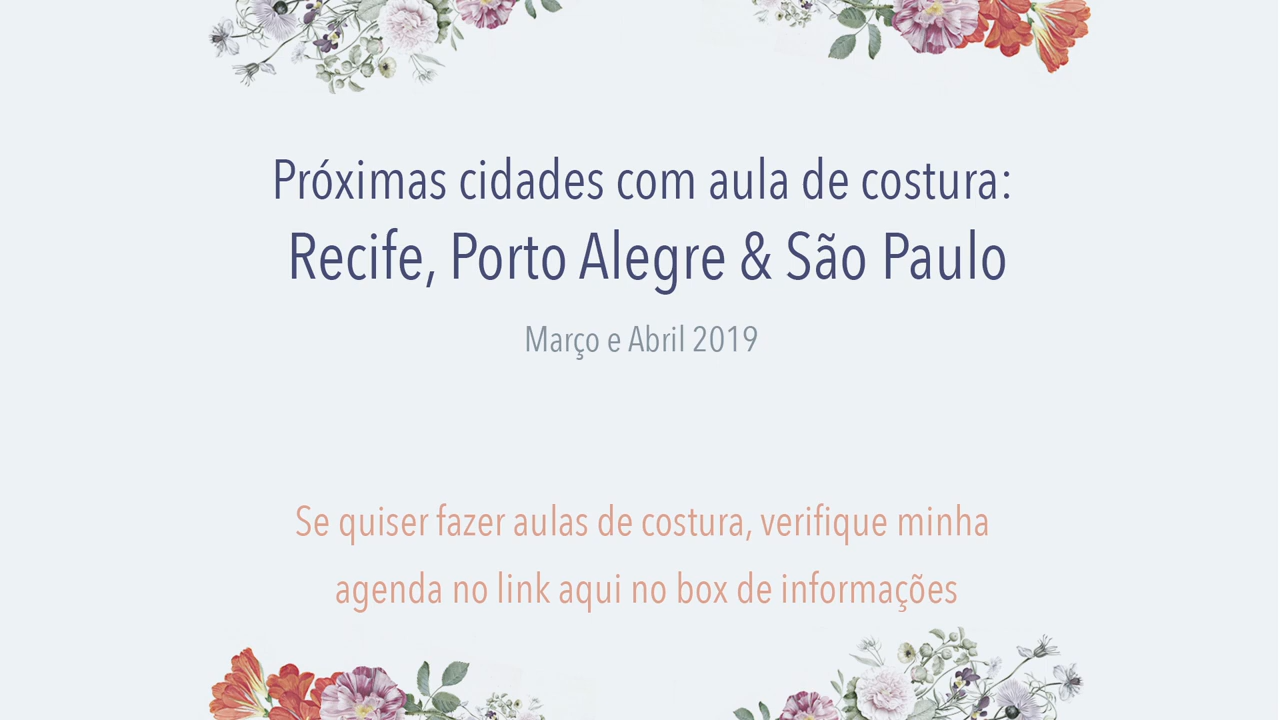 Próximas cidades com aula de costura:
Recife, Porto Alegre & São Paulo
Março e Abril 2019
Se quiser fazer aulas de costura, verifique minha
agenda no link aqui no box de informações